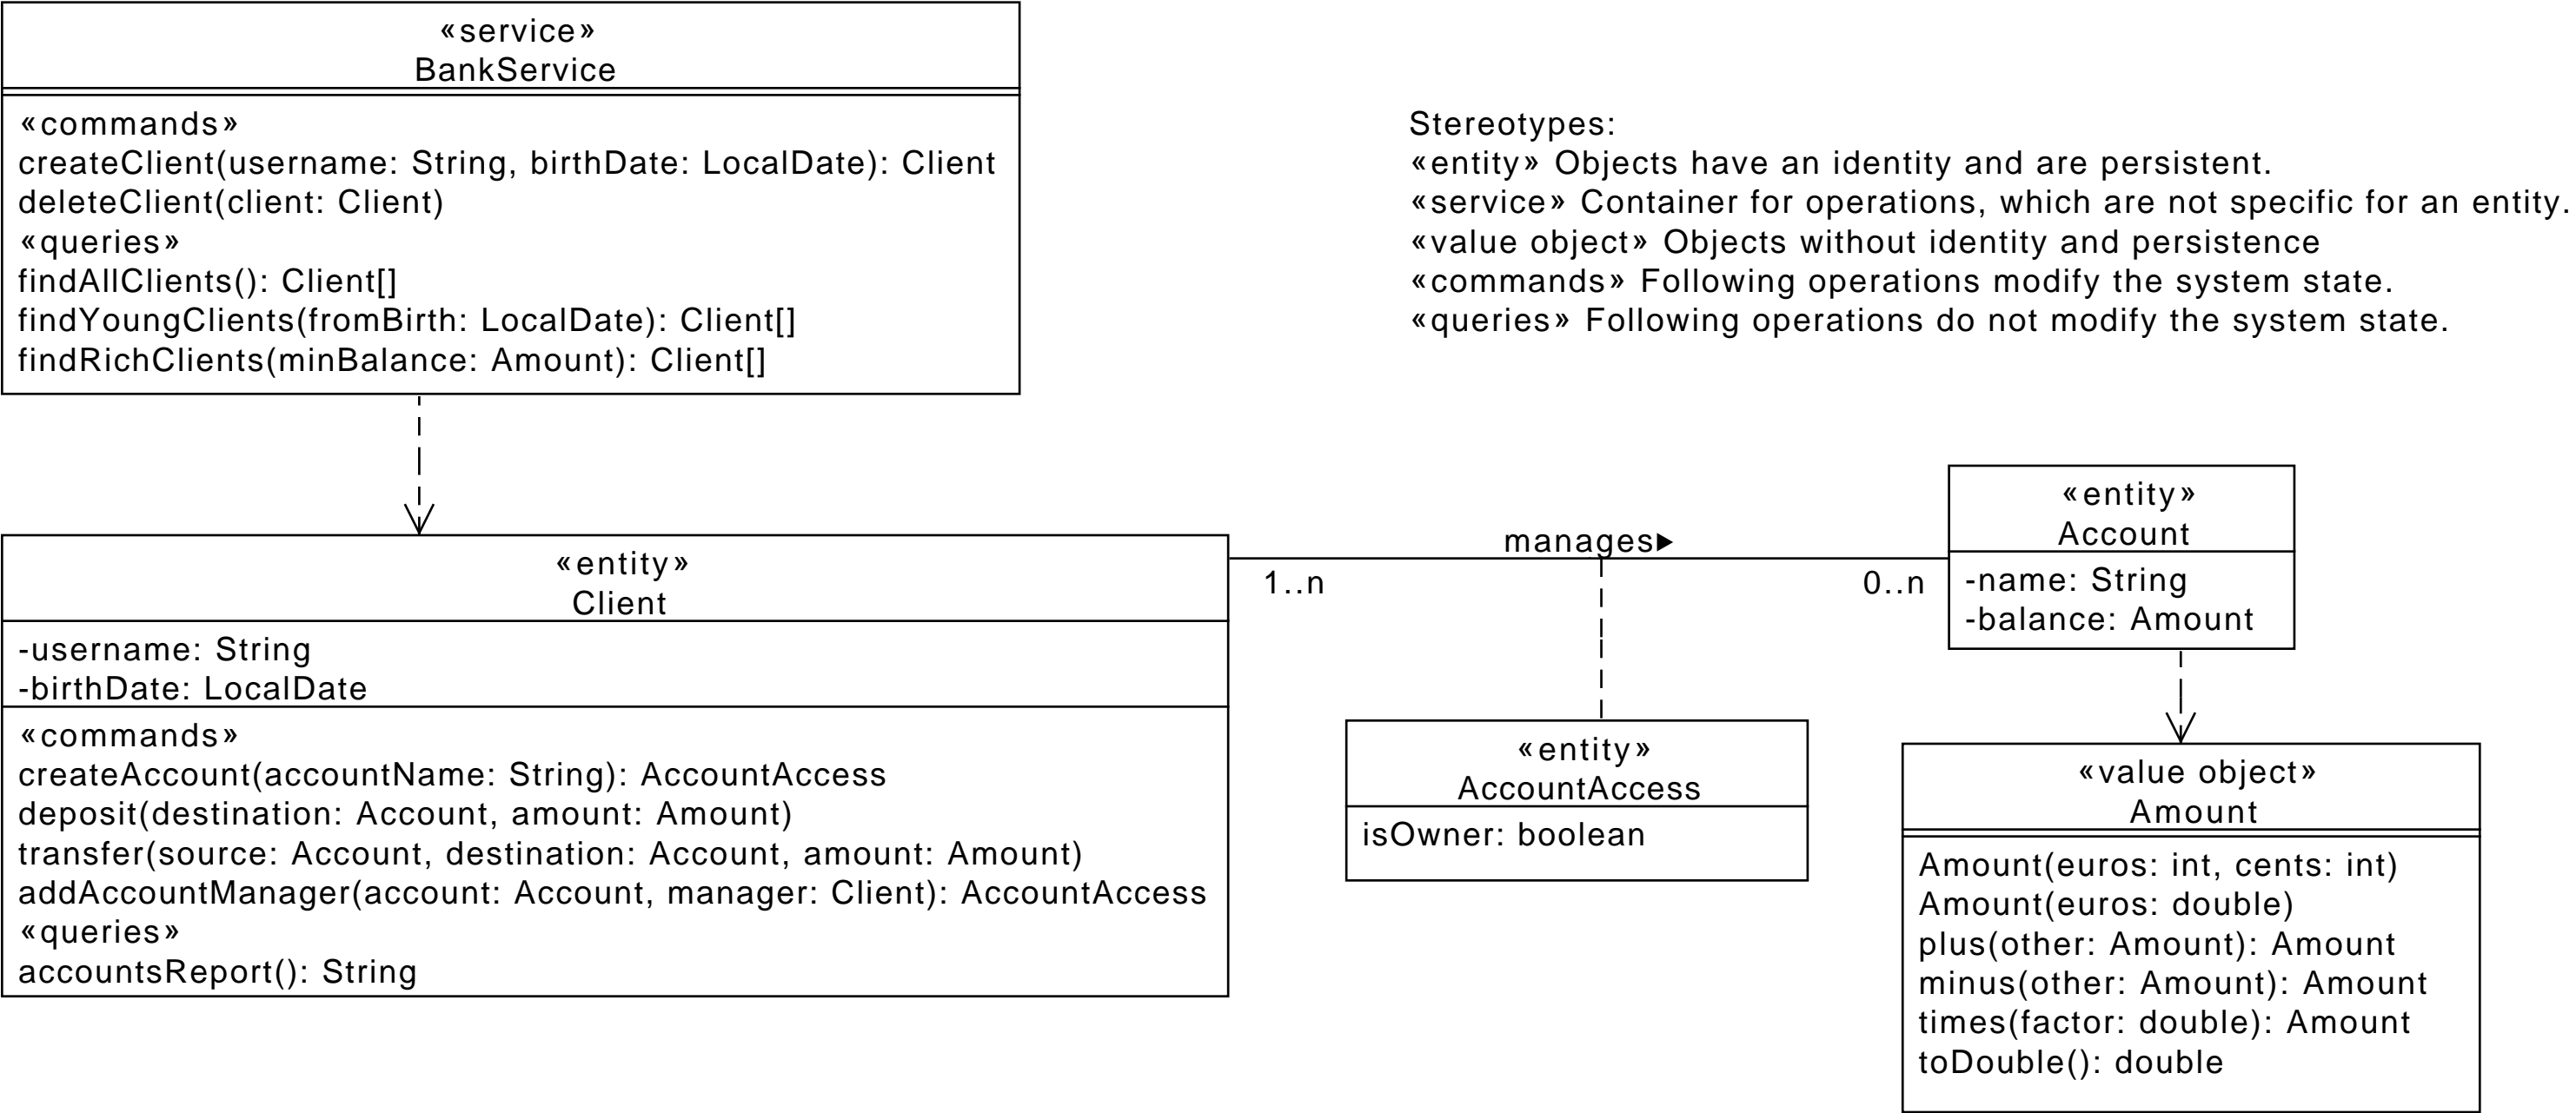 «service»
BankService
«commands»
createClient(username: String, birthDate: LocalDate): Client
deleteClient(client: Client)
«queries»
findAllClients(): Client[]
findYoungClients(fromBirth: LocalDate): Client[]
findRichClients(minBalance: Amount): Client[]
Stereotypes:
«entity» Objects have an identity and are persistent.
«service» Container for operations, which are not specific for an entity.
«value object» Objects without identity and persistence
«commands» Following operations modify the system state.
«queries» Following operations do not modify the system state.
«entity»
Client
-username: String
-birthDate: LocalDate
«commands»
createAccount(accountName: String): AccountAccess
deposit(destination: Account, amount: Amount)
transfer(source: Account, destination: Account, amount: Amount)
addAccountManager(account: Account, manager: Client): AccountAccess
«queries»
accountsReport(): String
manages▶
1..n
0..n
«entity»
AccountAccess
isOwner: boolean
«entity»
Account
-name: String
-balance: Amount
«value object»
Amount
Amount(euros: int, cents: int)
Amount(euros: double)
plus(other: Amount): Amount
minus(other: Amount): Amount
times(factor: double): Amount
toDouble(): double